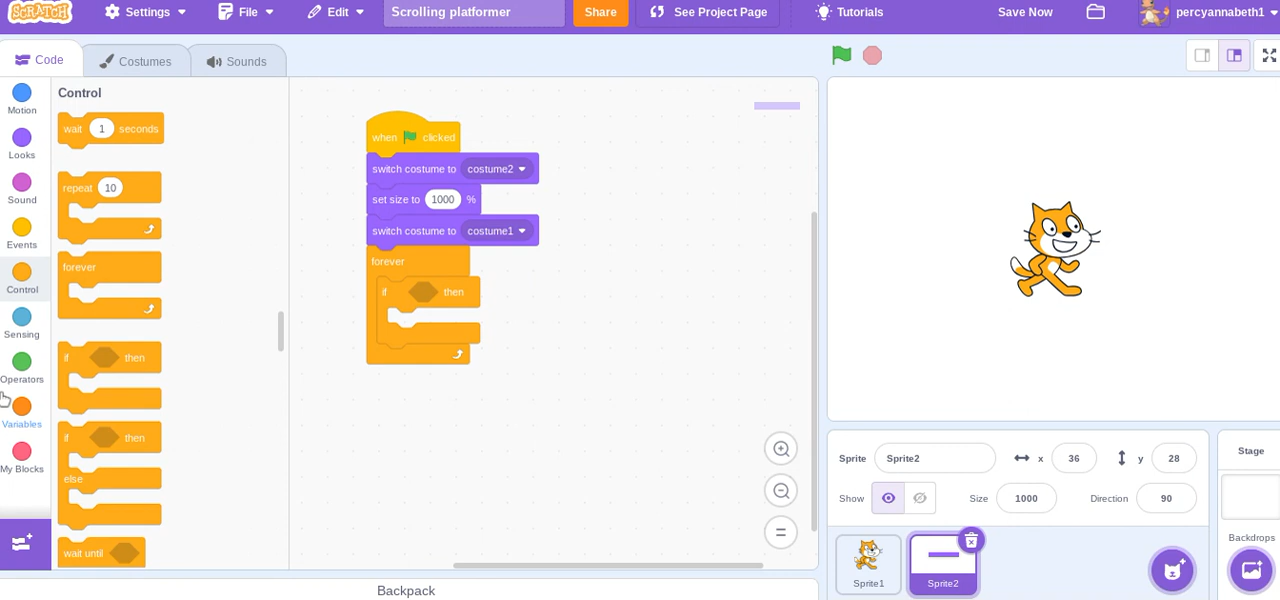 SCRATCH Settings File Edit Scrolling platformer Share See Project Page Tutorials Save Now percyannabeth1
Code Costumes Sounds
Motion
Looks
Sound
Events
Control
Sensing
Operators
Variables
My Blocks
Control
wait 1 seconds
repeat 10
forever
if then
if then
else
wait until
when clicked
switch costume to costume2
set size to 1000 %
switch costume to costume1
forever
if then
Backpack
Sprite Sprite2 x 36 y 28
Show Size 1000 Direction 90
Sprite1
Sprite2
Stage
Backdrops